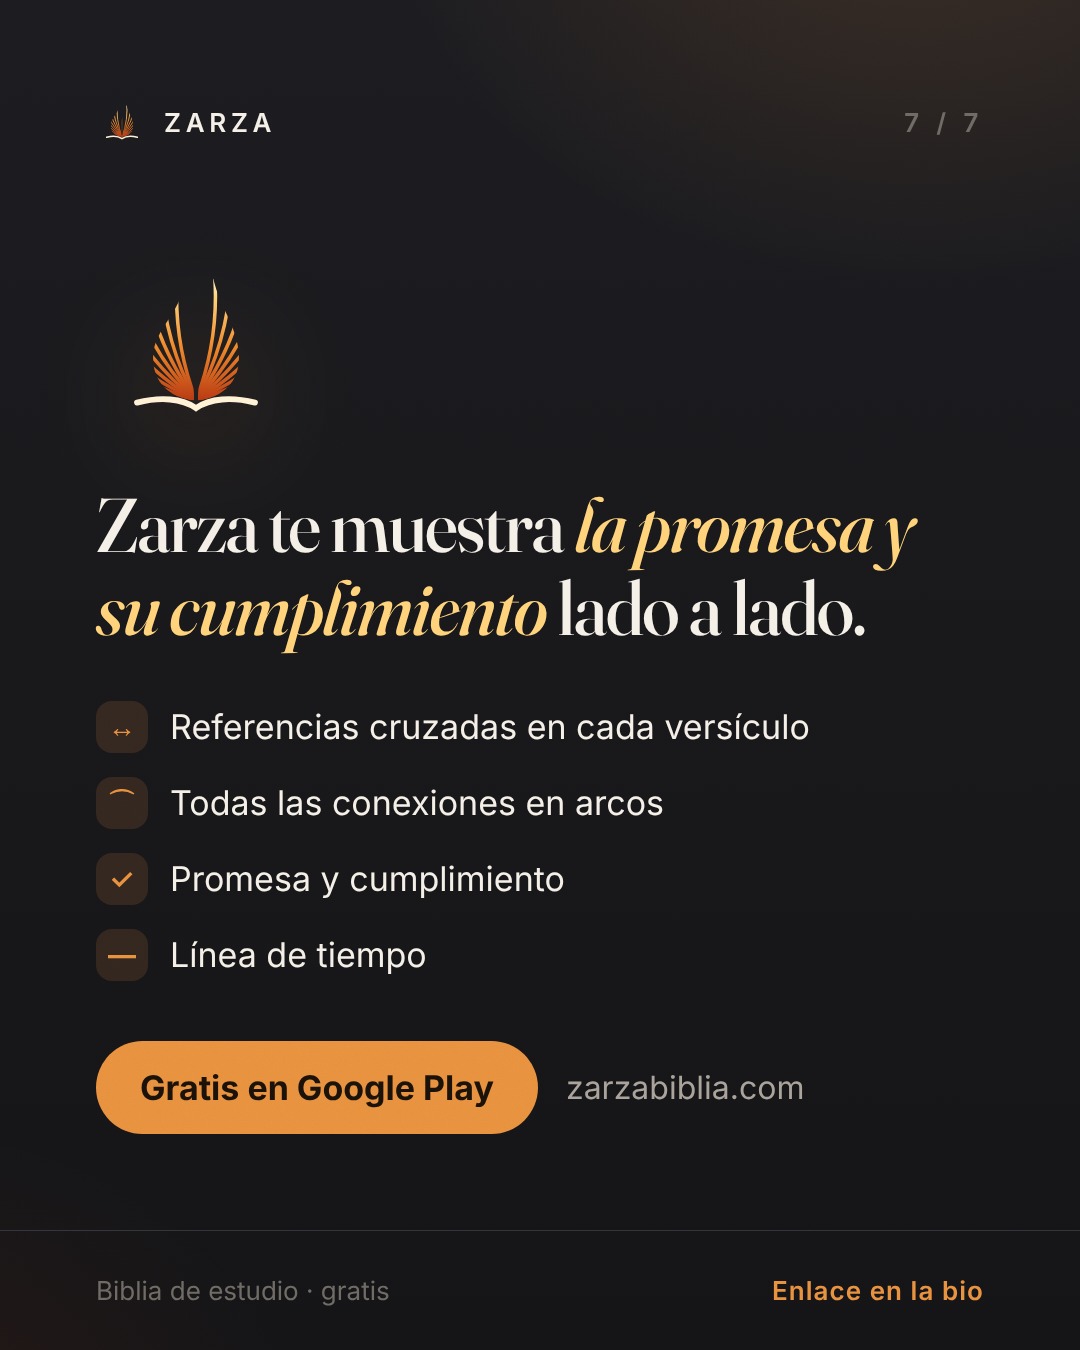 ZARZA
7 / 7
Zarza te muestra la promesa y
su cumplimiento lado a lado.
↔ Referencias cruzadas en cada versículo
⌒ Todas las conexiones en arcos
✓ Promesa y cumplimiento
— Línea de tiempo
Gratis en Google Play
zarzabiblia.com
Biblia de estudio · gratis
Enlace en la bio